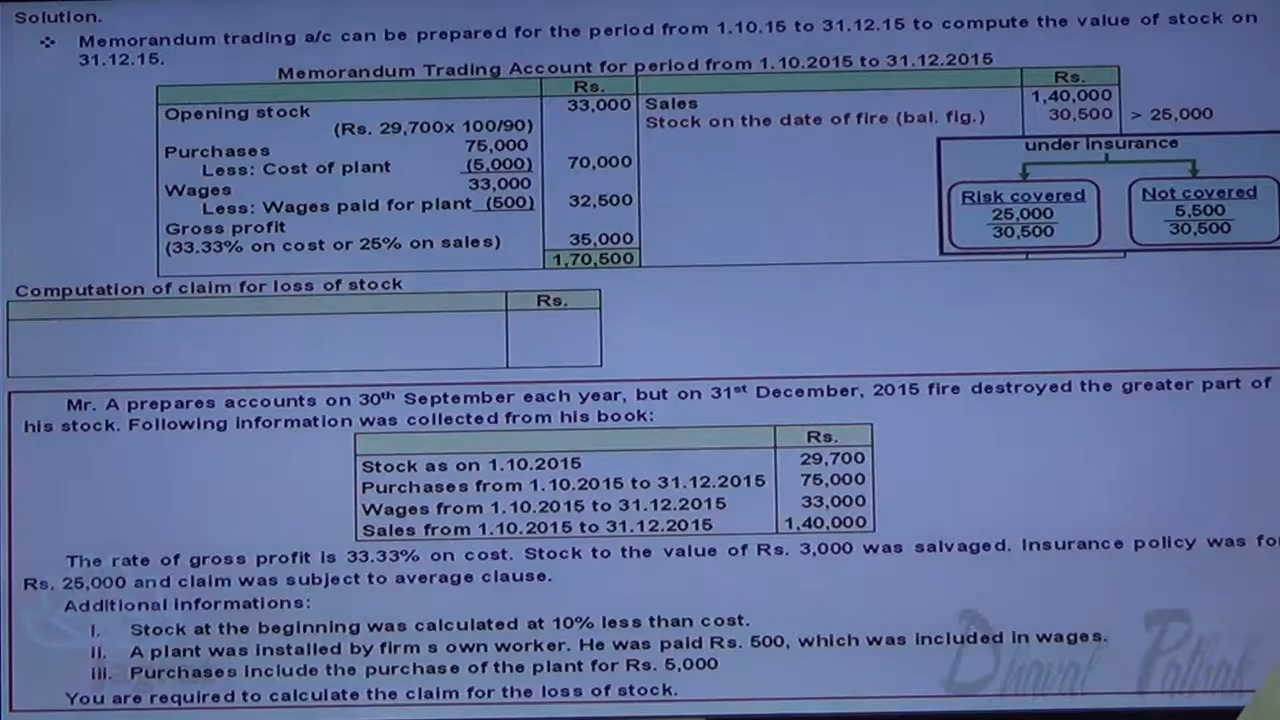 Solution.
❖ Memorandum trading a/c can be prepared for the period from 1.10.15 to 31.12.15 to compute the value of stock on
31.12.15.
Memorandum Trading Account for period from 1.10.2015 to 31.12.2015
Rs. Rs.
Opening stock 33,000 Sales 1,40,000
(Rs. 29,700x 100/90) Stock on the date of fire (bal. fig.) 30,500 > 25,000
Purchases 75,000
Less: Cost of plant (5,000) 70,000
Wages 33,000
Less: Wages paid for plant (500) 32,500
Gross profit
(33.33% on cost or 25% on sales) 35,000
1,70,500
under Insurance
Risk covered Not covered
25,000 5,500
30,500 30,500
Computation of claim for loss of stock
Rs.
Mr. A prepares accounts on 30th September each year, but on 31st December, 2015 fire destroyed the greater part of
his stock. Following information was collected from his book:
Rs.
Stock as on 1.10.2015 29,700
Purchases from 1.10.2015 to 31.12.2015 75,000
Wages from 1.10.2015 to 31.12.2015 33,000
Sales from 1.10.2015 to 31.12.2015 1,40,000
The rate of gross profit is 33.33% on cost. Stock to the value of Rs. 3,000 was salvaged. Insurance policy was fo
Rs. 25,000 and claim was subject to average clause.
Additional informations:
I. Stock at the beginning was calculated at 10% less than cost.
II. A plant was installed by firm s own worker. He was paid Rs. 500, which was included in wages.
III. Purchases include the purchase of the plant for Rs. 5,000
You are required to calculate the claim for the loss of stock.
Dhaval Pathak